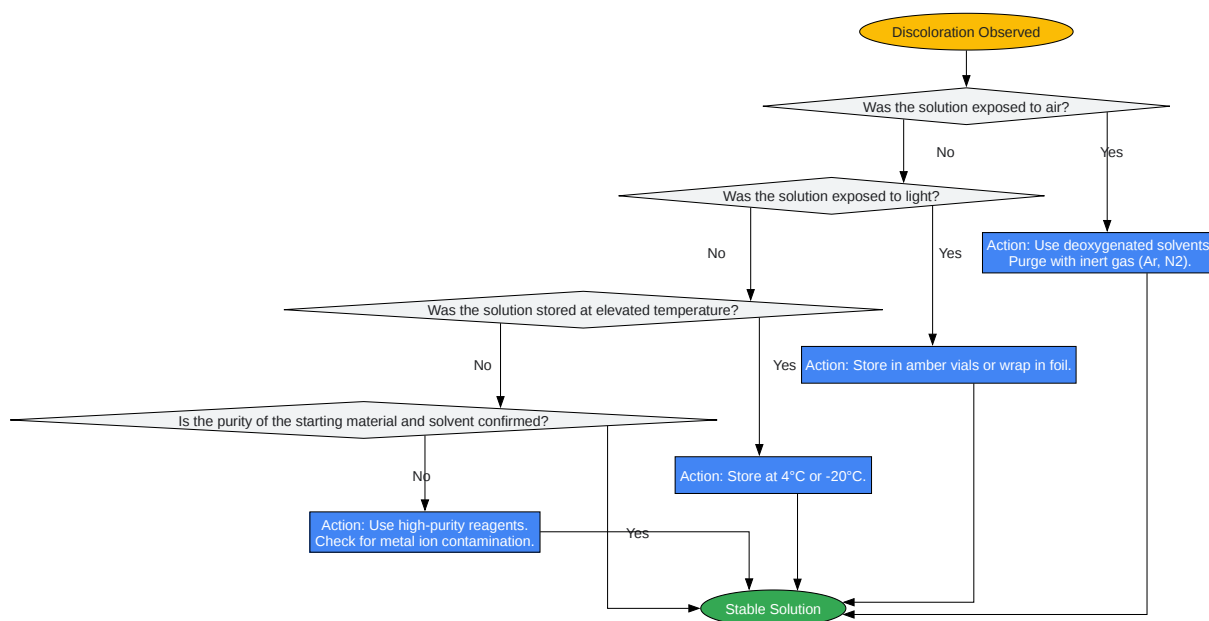 Discoloration Observed
Was the solution exposed to air?
No
Yes
Was the solution exposed to light?
No
Yes
Action: Use deoxygenated solvents.
Purge with inert gas (Ar, N2).
Was the solution stored at elevated temperature?
No
Yes
Action: Store in amber vials or wrap in foil.
Is the purity of the starting material and solvent confirmed?
No
Action: Store at 4°C or -20°C.
Action: Use high-purity reagents.
Check for metal ion contamination.
Yes
Stable Solution